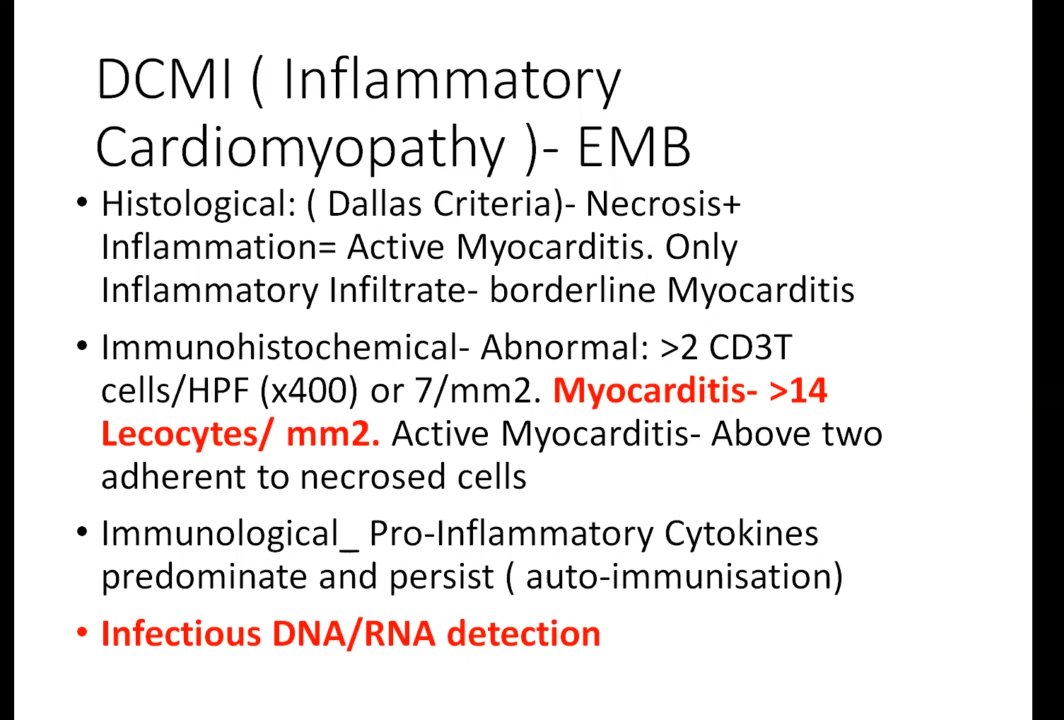 DCMI ( Inflammatory
Cardiomyopathy )- EMB
• Histological: ( Dallas Criteria)- Necrosis+
Inflammation= Active Myocarditis. Only
Inflammatory Infiltrate- borderline Myocarditis
• Immunohistochemical- Abnormal: >2 CD3T
cells/HPF (x400) or 7/mm2. Myocarditis- >14
Lecocytes/ mm2. Active Myocarditis- Above two
adherent to necrosed cells
• Immunological_ Pro-Inflammatory Cytokines
predominate and persist ( auto-immunisation)
• Infectious DNA/RNA detection